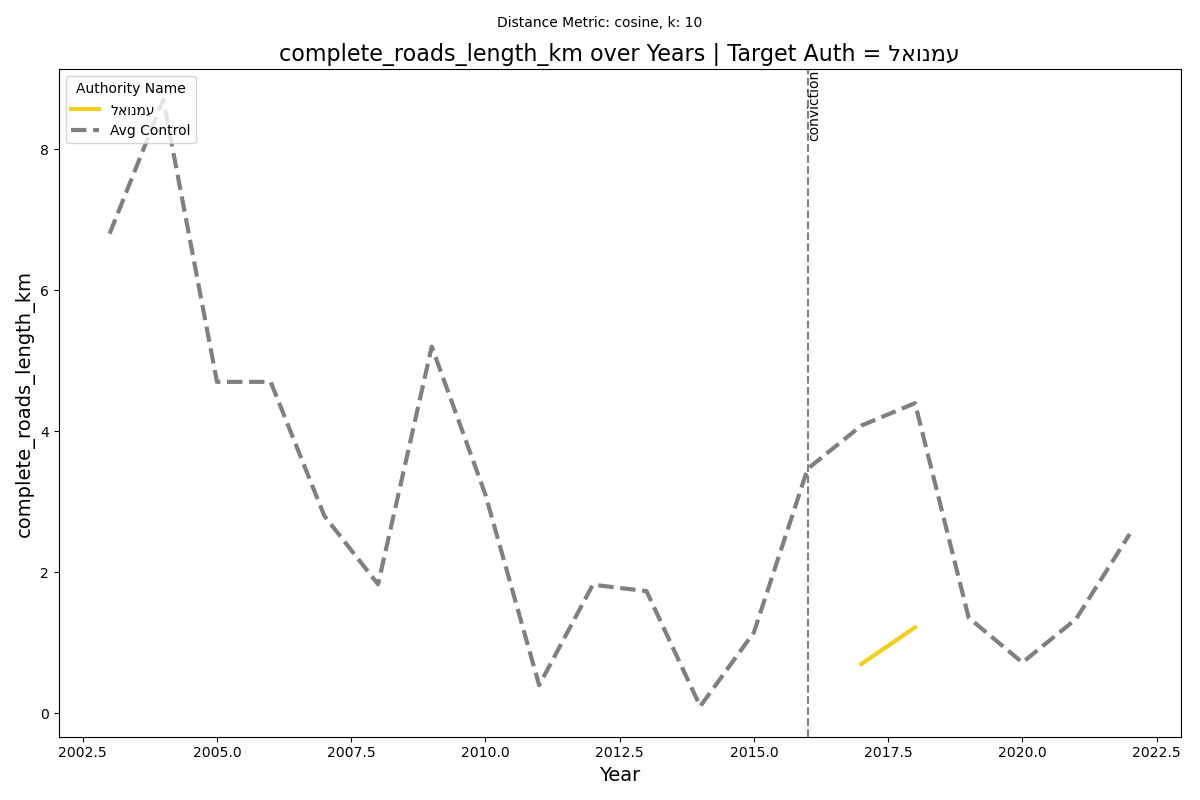 Distance Metric: cosine, k: 10
complete_roads_length_km over Years | Target Auth = עמנואל
Authority Name
עמנואל
Avg Control
conviction
complete_roads_length_km
8
6
4
2
0
2002.5 2005.0 2007.5 2010.0 2012.5 2015.0 2017.5 2020.0 2022.5
Year